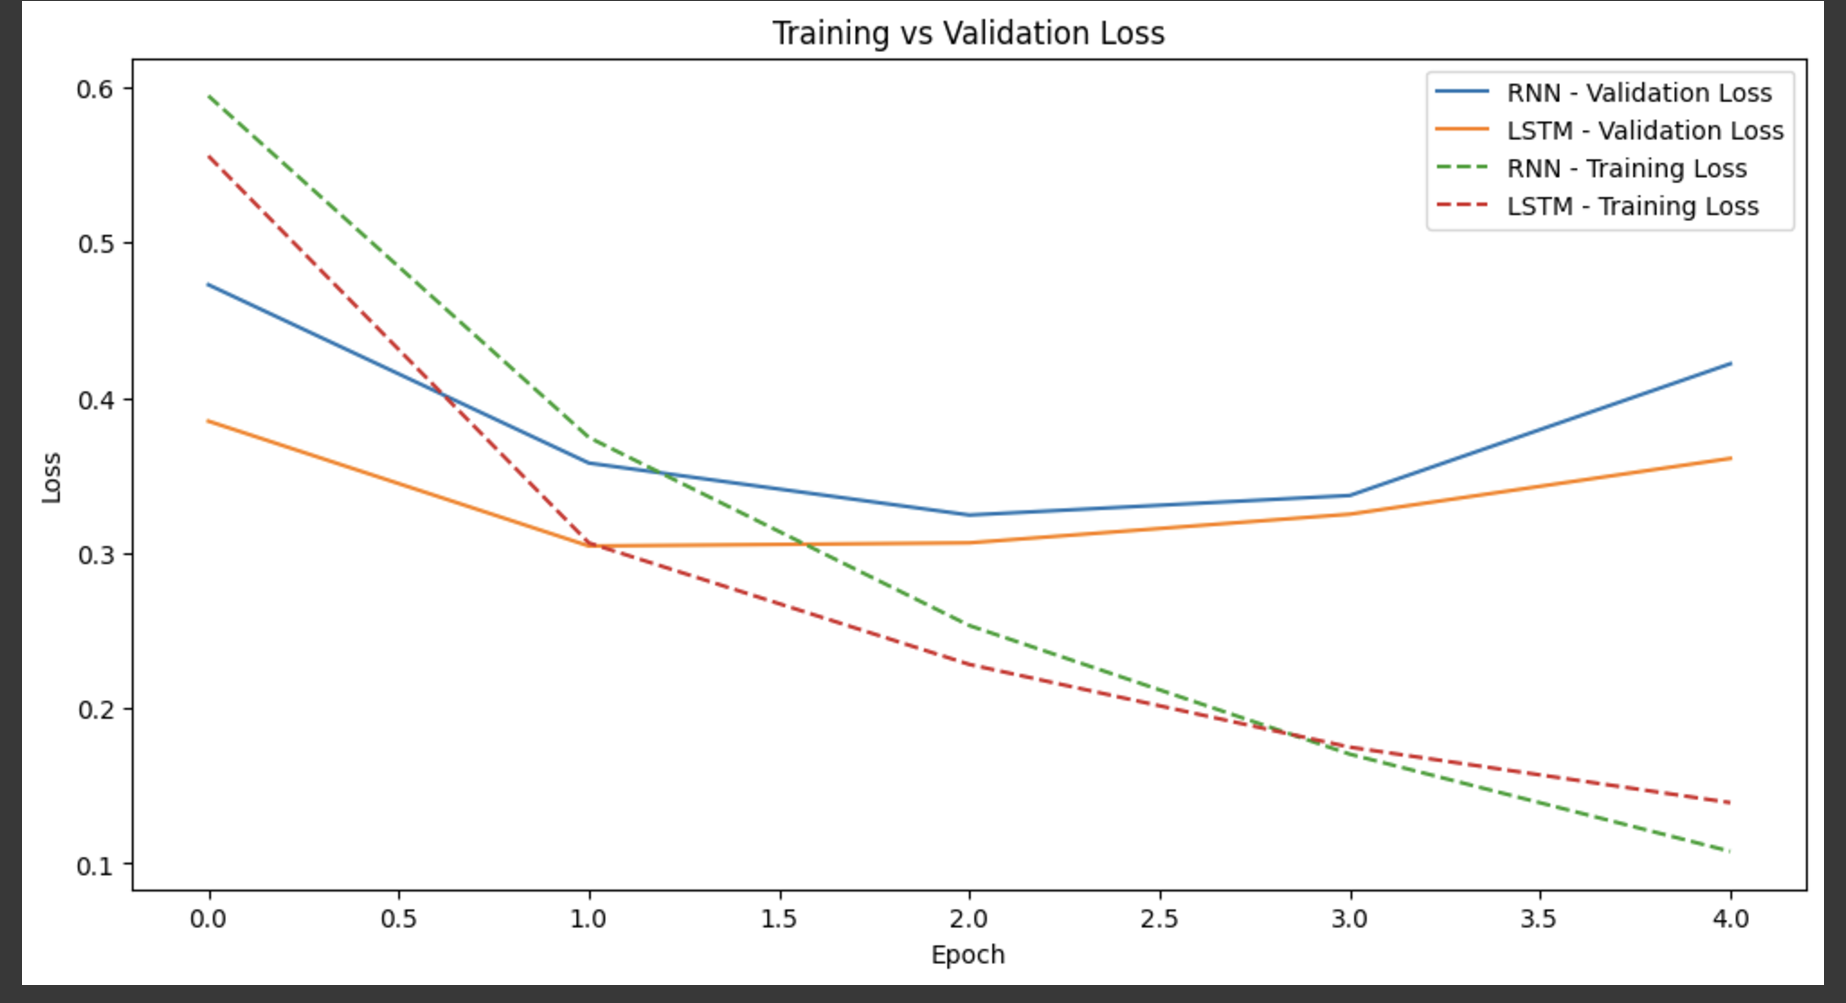 Training vs Validation Loss
RNN - Validation Loss
LSTM - Validation Loss
RNN - Training Loss
LSTM - Training Loss
0.6
0.5
0.4
0.3
0.2
0.1
Loss
0.0 0.5 1.0 1.5 2.0 2.5 3.0 3.5 4.0
Epoch